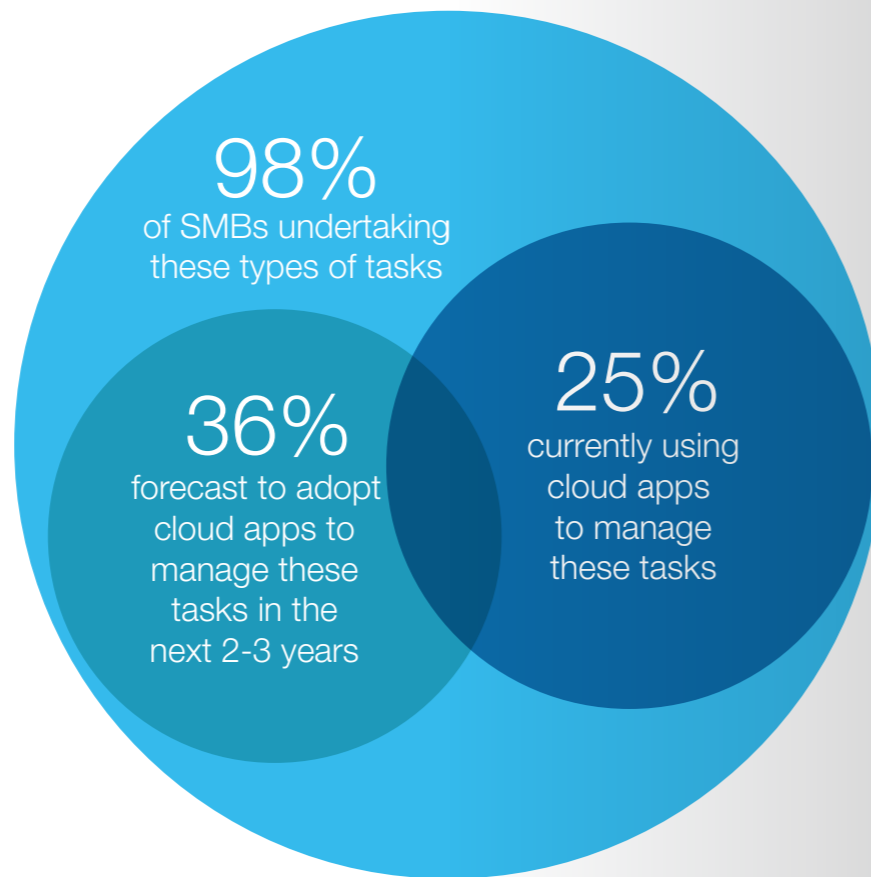 98%
of SMBs undertaking
these types of tasks
36%
forecast to adopt
cloud apps to
manage these
tasks in the
next 2-3 years
25%
currently using
cloud apps
to manage
these tasks